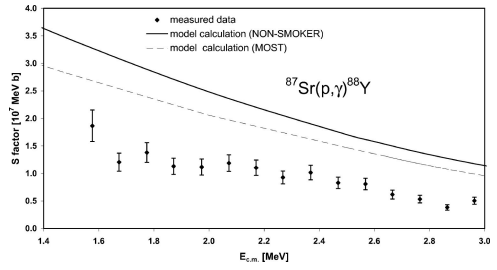 4.0
3.5
3.0
2.5
2.0
1.5
1.0
0.5
0.0
S factor [10⁷ MeV b]
measured data
model calculation (NON-SMOKER)
model calculation (MOST)
⁸⁷Sr(p,γ)⁸⁸Y
1.4 1.6 1.8 2.0 2.2 2.4 2.6 2.8 3.0
E_c.m. [MeV]